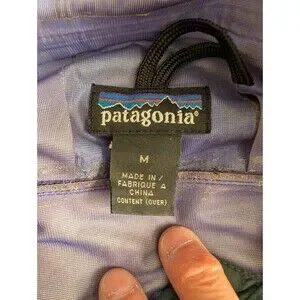 patagonia®
M
MADE IN /
FABRIQUÉ A
CHINA
CONTENT (OVER)